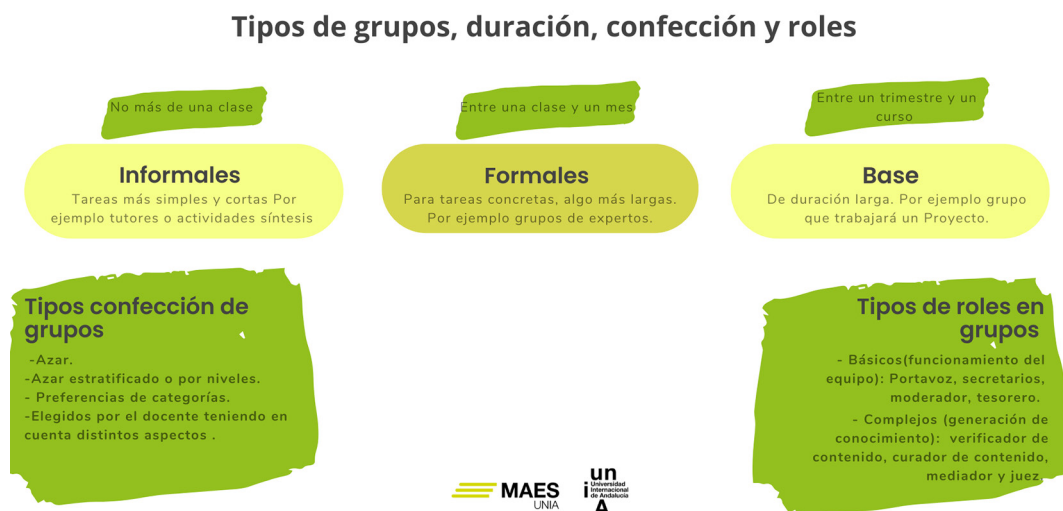 Tipos de grupos, duración, confección y roles
No más de una clase
Entre una clase y un mes
Entre un trimestre y un
curso
Informales
Tareas más simples y cortas Por
ejemplo tutores o actividades síntesis
Formales
Para tareas concretas, algo más largas.
Por ejemplo grupos de expertos.
Base
De duración larga. Por ejemplo grupo
que trabajará un Proyecto.
Tipos confección de
grupos
-Azar.
-Azar estratificado o por niveles.
- Preferencias de categorías.
-Elegidos por el docente teniendo en
cuenta distintos aspectos .
Tipos de roles en
grupos
- Básicos(funcionamiento del
equipo): Portavoz, secretarios,
moderador, tesorero.
- Complejos (generación de
conocimiento): verificador de
contenido, curador de contenido,
mediador y juez.
MAES
UNIA
un
i
A
Universidad
Internacional
de Andalucía